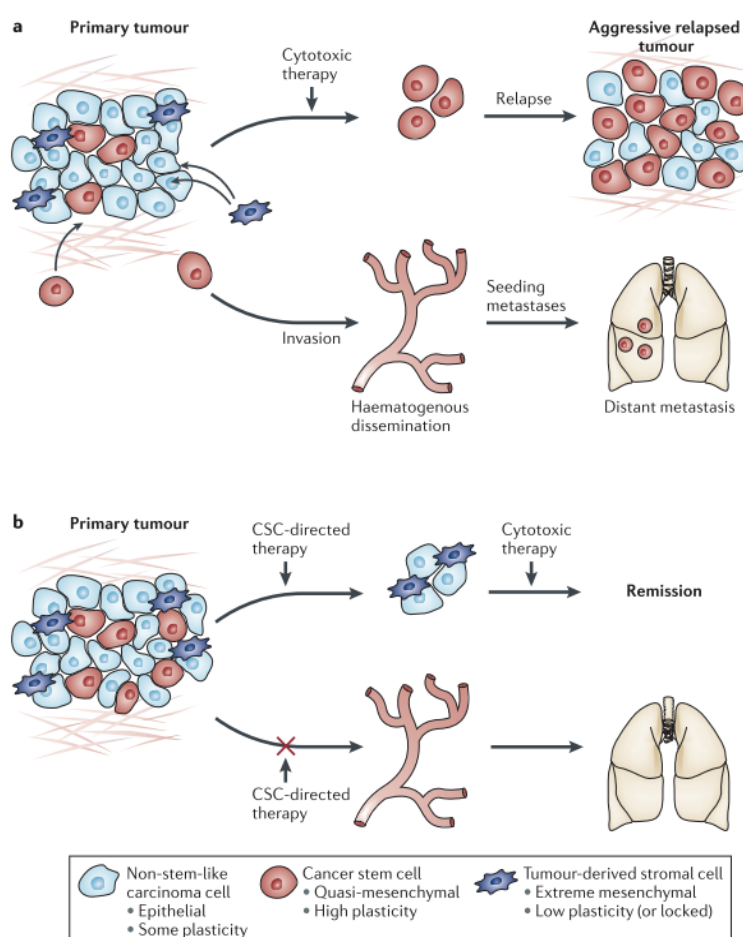 a
Primary tumour
Cytotoxic
therapy
Relapse
Aggressive relapsed
tumour
Invasion
Haematogenous
dissemination
Seeding
metastases
Distant metastasis
b
Primary tumour
CSC-directed
therapy
Cytotoxic
therapy
Remission
CSC-directed
therapy
Non-stem-like
carcinoma cell
• Epithelial
• Some plasticity
Cancer stem cell
• Quasi-mesenchymal
• High plasticity
Tumour-derived stromal cell
• Extreme mesenchymal
• Low plasticity (or locked)